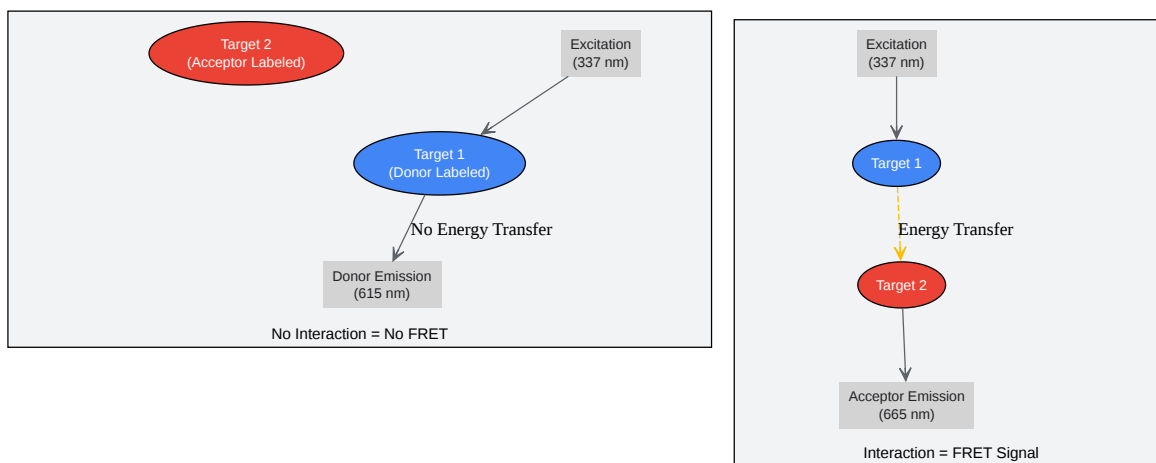 Target 2
(Acceptor Labeled)
Excitation
(337 nm)
Target 1
(Donor Labeled)
No Energy Transfer
Donor Emission
(615 nm)
No Interaction = No FRET
Excitation
(337 nm)
Target 1
Energy Transfer
Target 2
Acceptor Emission
(665 nm)
Interaction = FRET Signal